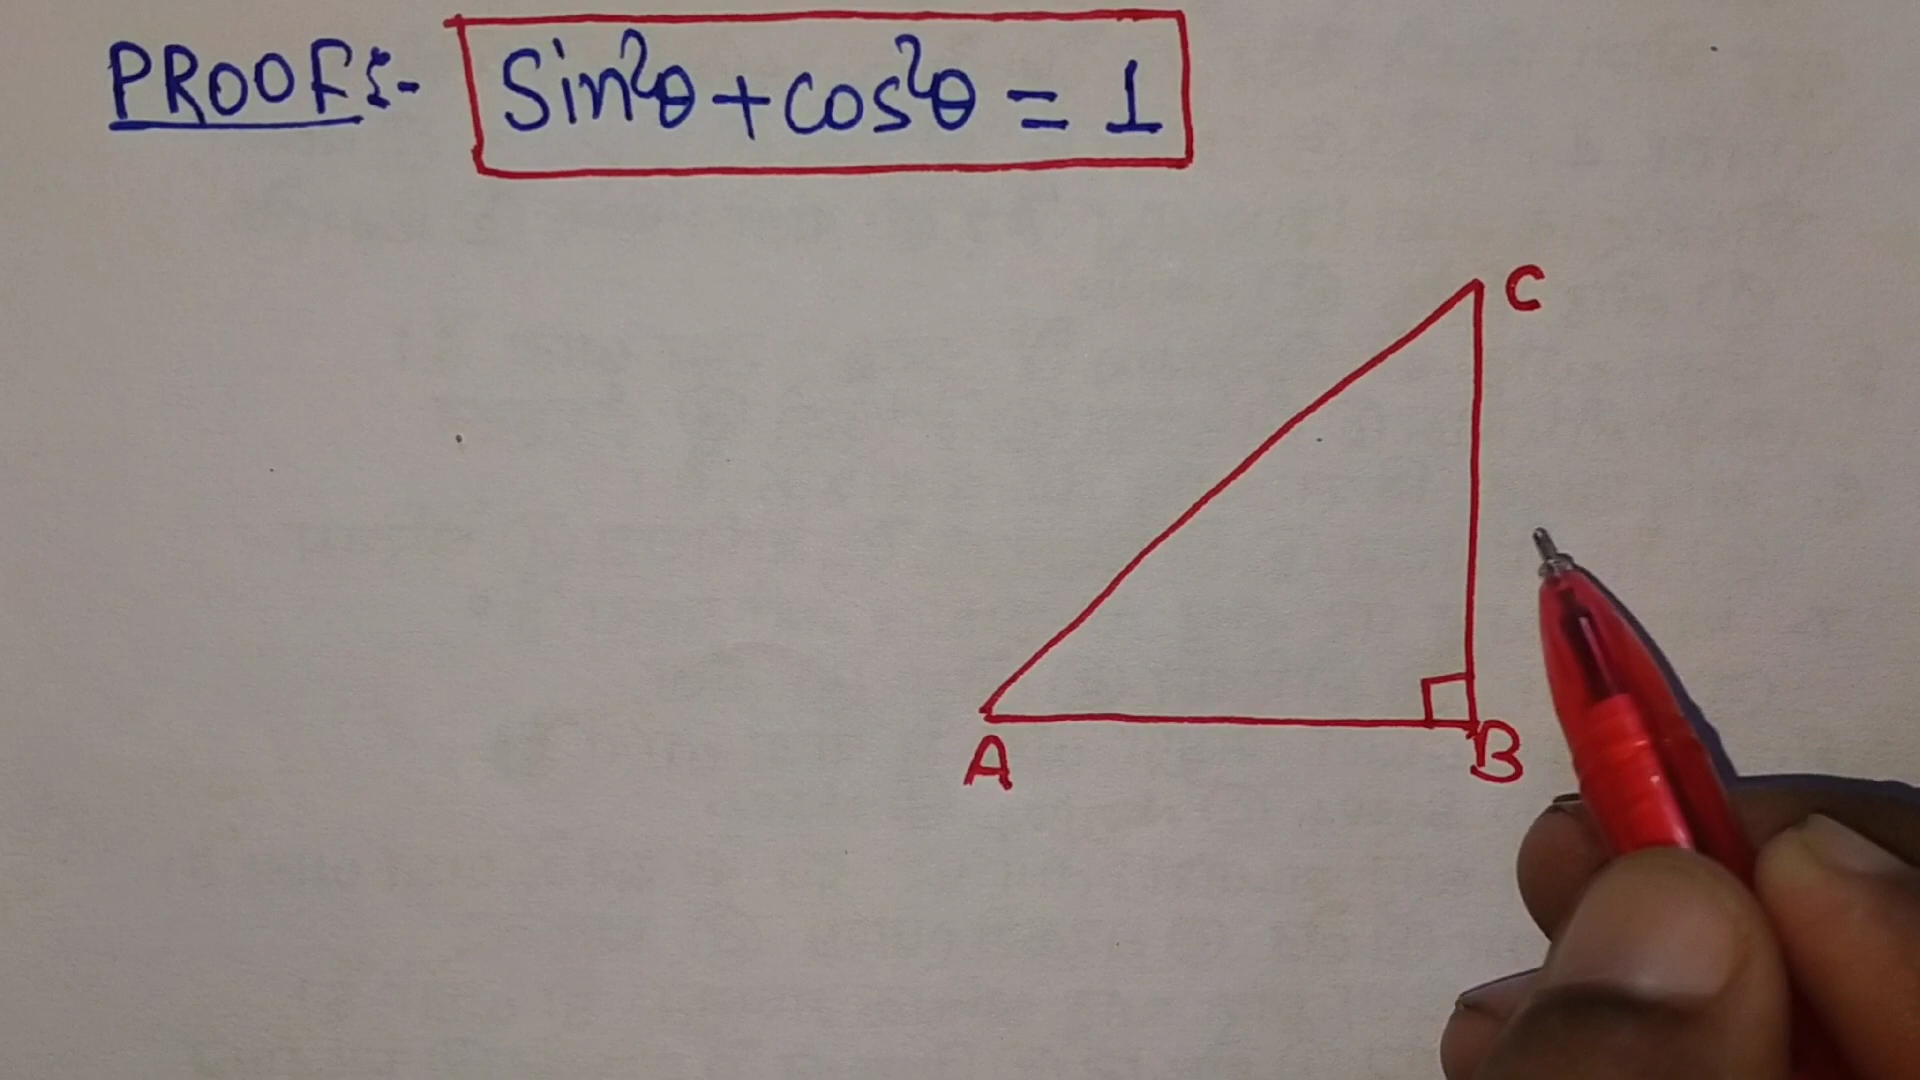 PROOF:- Sin²θ + cos²θ = 1
C
A
B